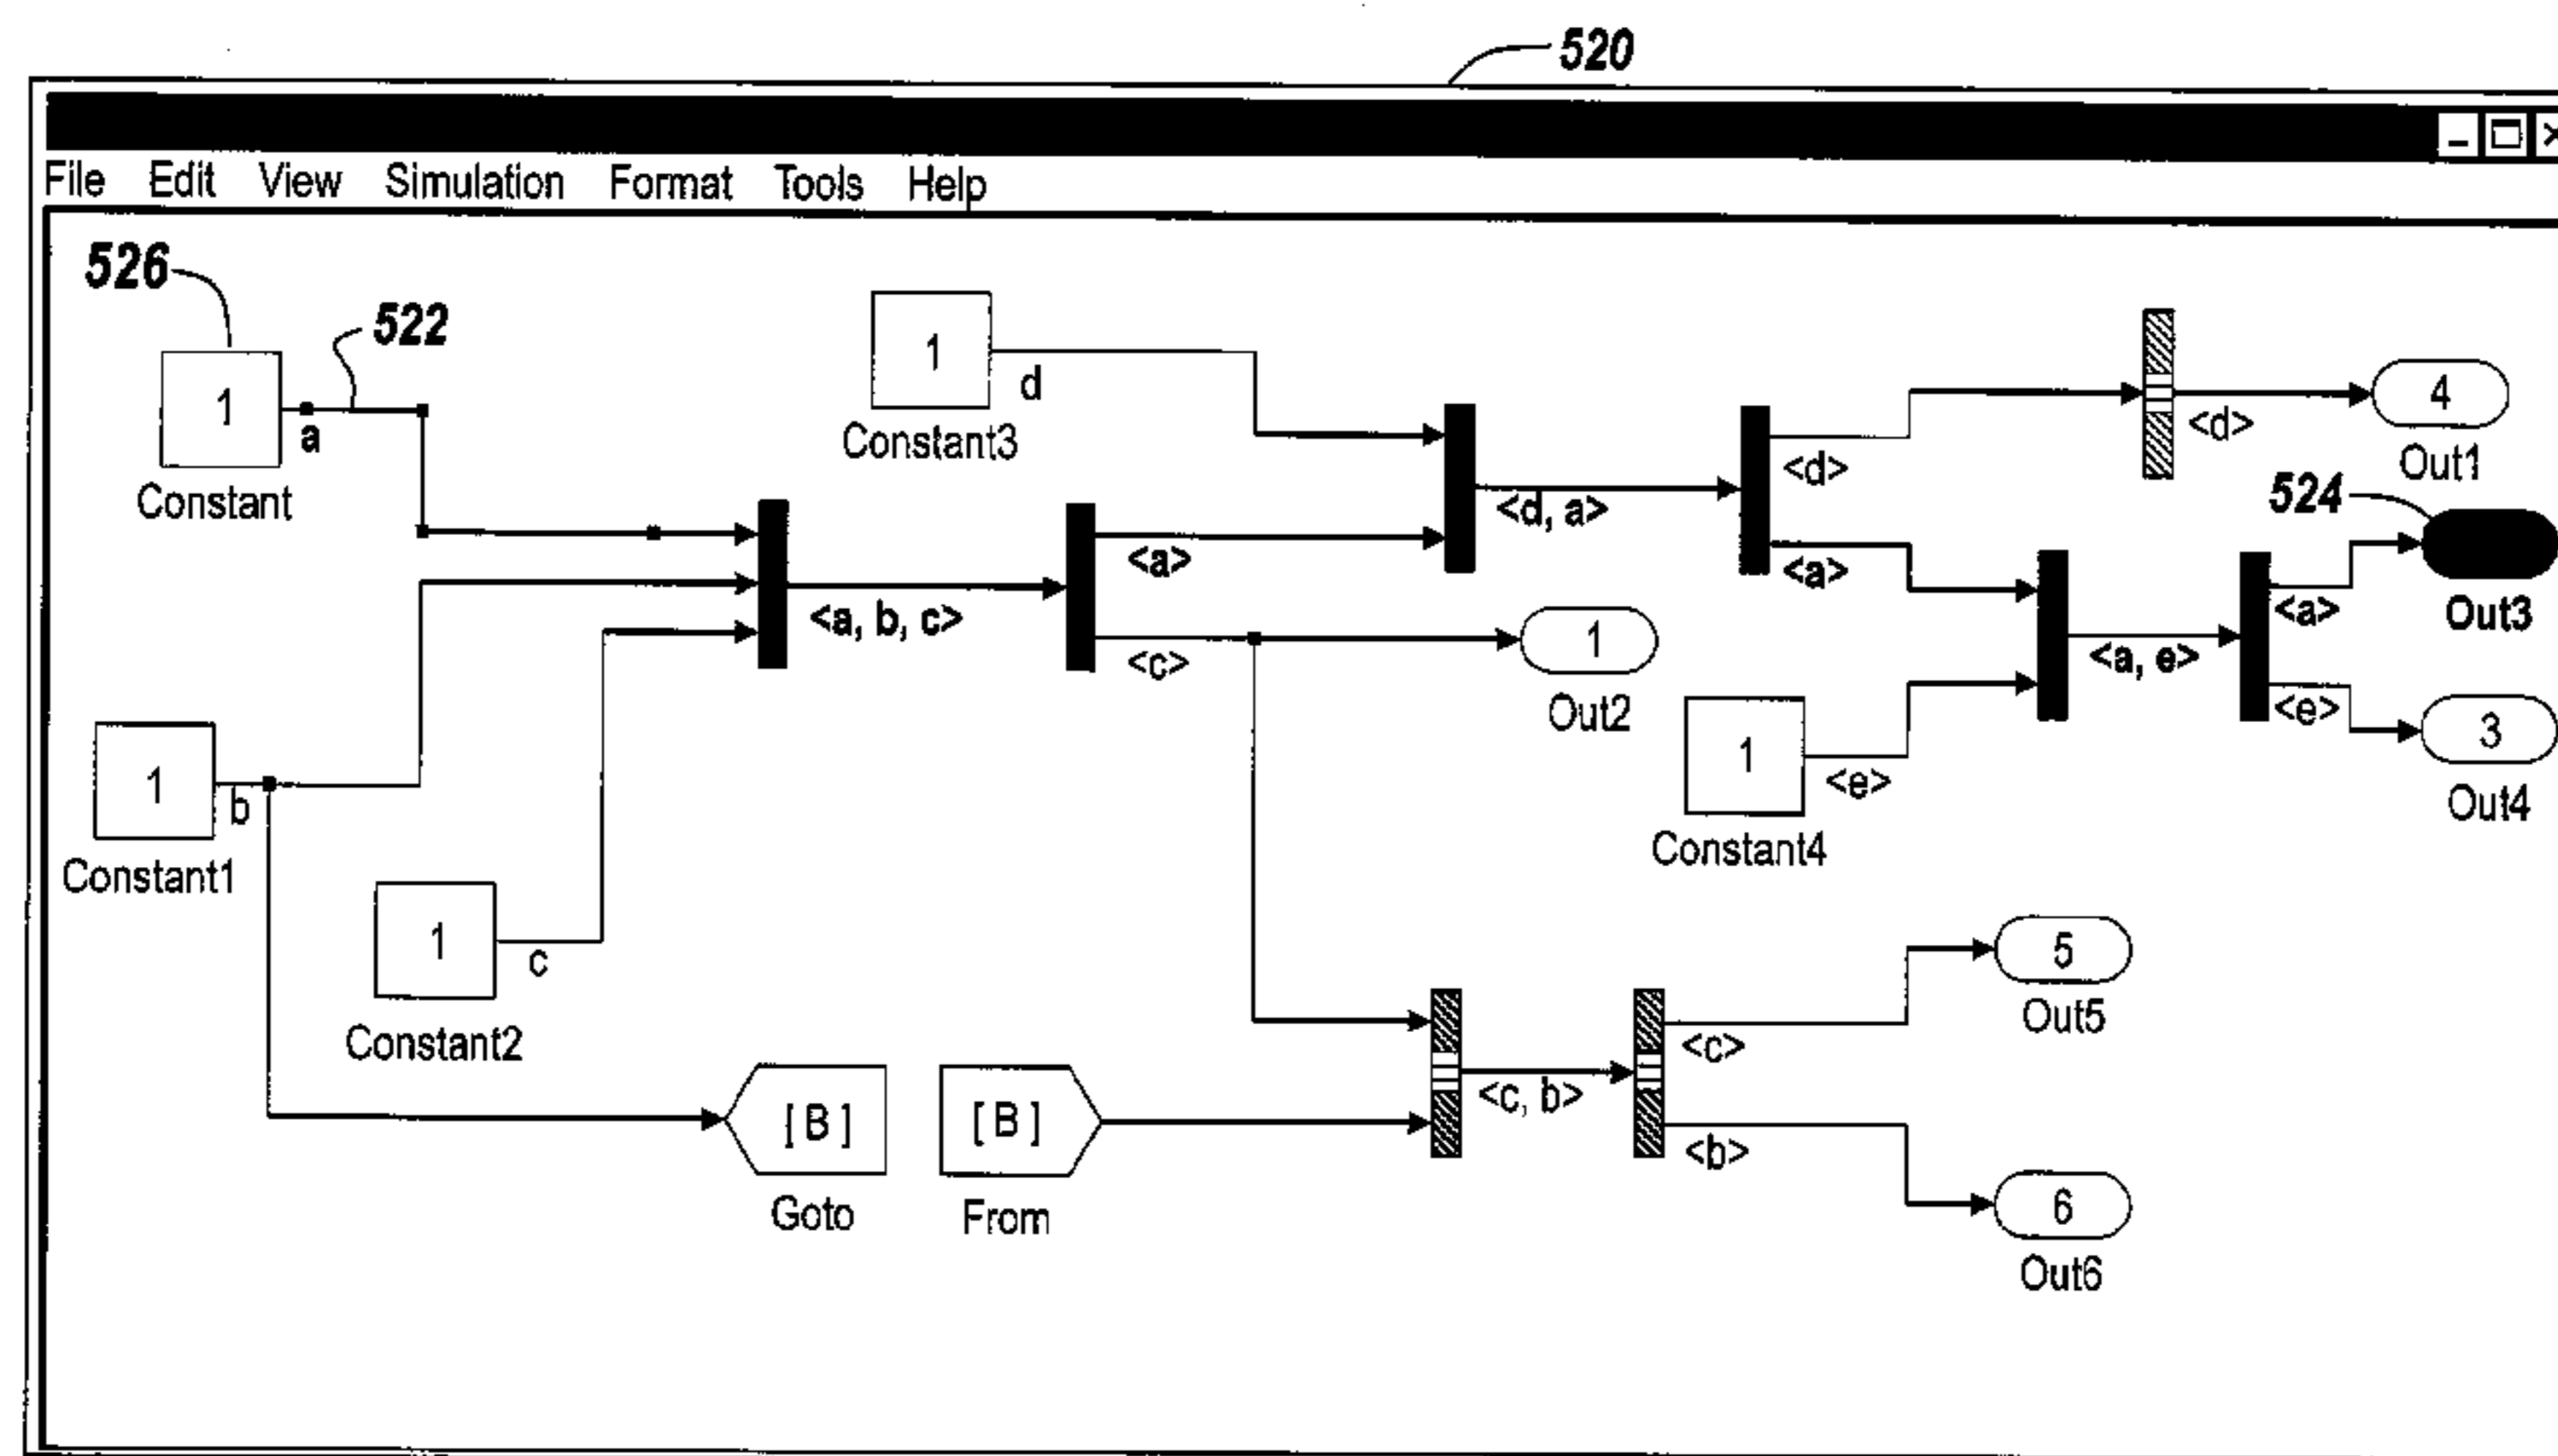 520
File Edit View Simulation Format Tools Help
526
522
1
a
Constant
1
d
Constant3
<d, a>
<d>
<d>
4
Out1
524
<a>
<a>
<a>
Out3
<a, b, c>
<c>
1
Out2
<a, e>
<e>
3
Out4
1
<e>
Constant4
1
b
Constant1
1
c
Constant2
5
Out5
[ B ]
Goto
[ B ]
From
<c, b>
<c>
<b>
6
Out6